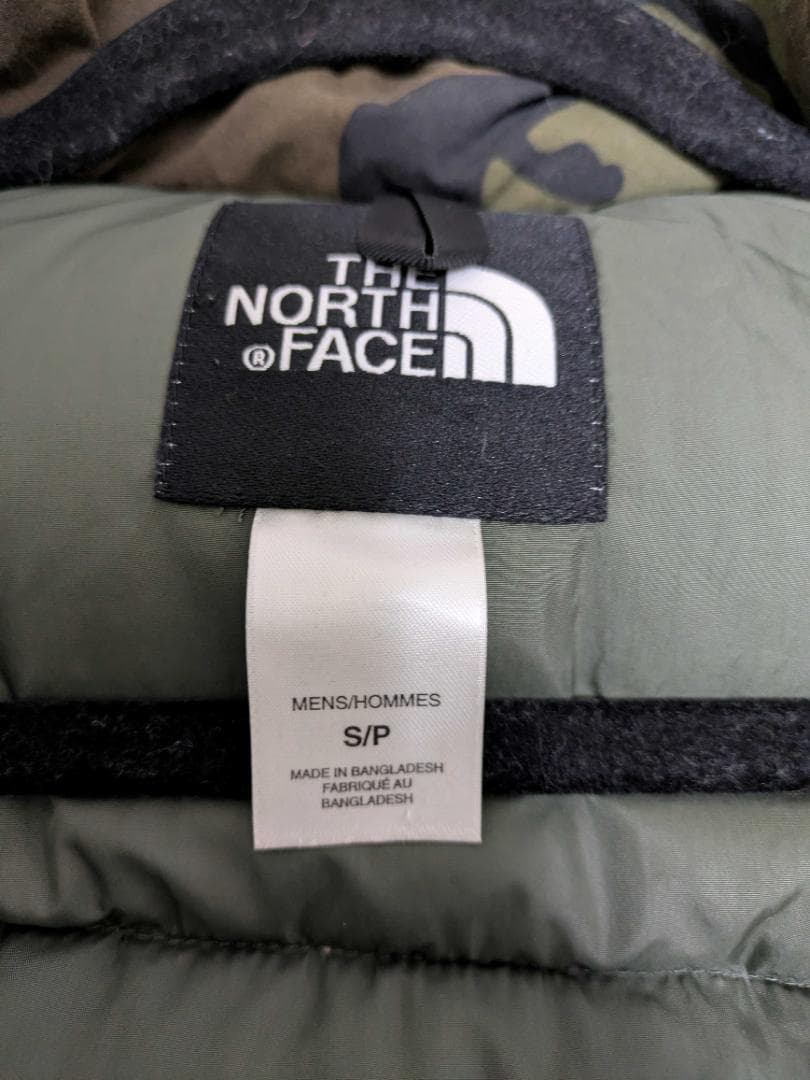 THE
NORTH
® FACE
MENS/HOMMES
S/P
MADE IN BANGLADESH
FABRIQUÉ AU
BANGLADESH